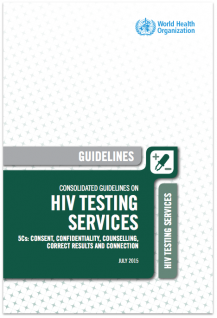 World Health
Organization
GUIDELINES
CONSOLIDATED GUIDELINES ON
HIV TESTING
SERVICES
5Cs: CONSENT, CONFIDENTIALITY, COUNSELLING,
CORRECT RESULTS AND CONNECTION
JULY 2015
HIV TESTING SERVICES